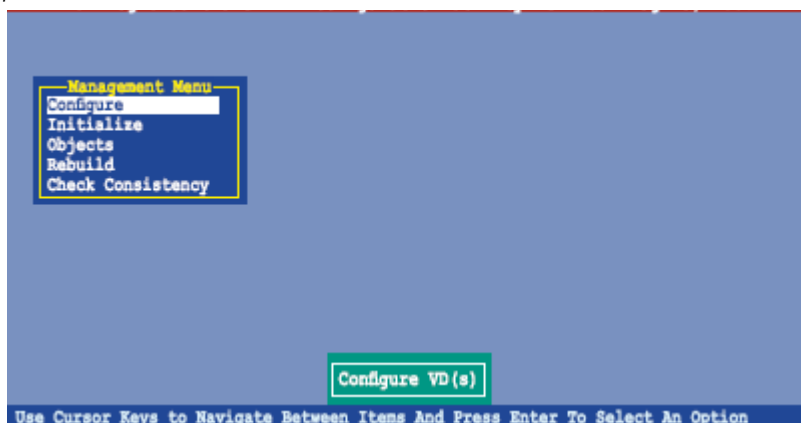 Management Menu
Configure
Initialize
Objects
Rebuild
Check Consistency
Configure VD(s)
Use Cursor Keys to Navigate Between Items And Press Enter To Select An Option